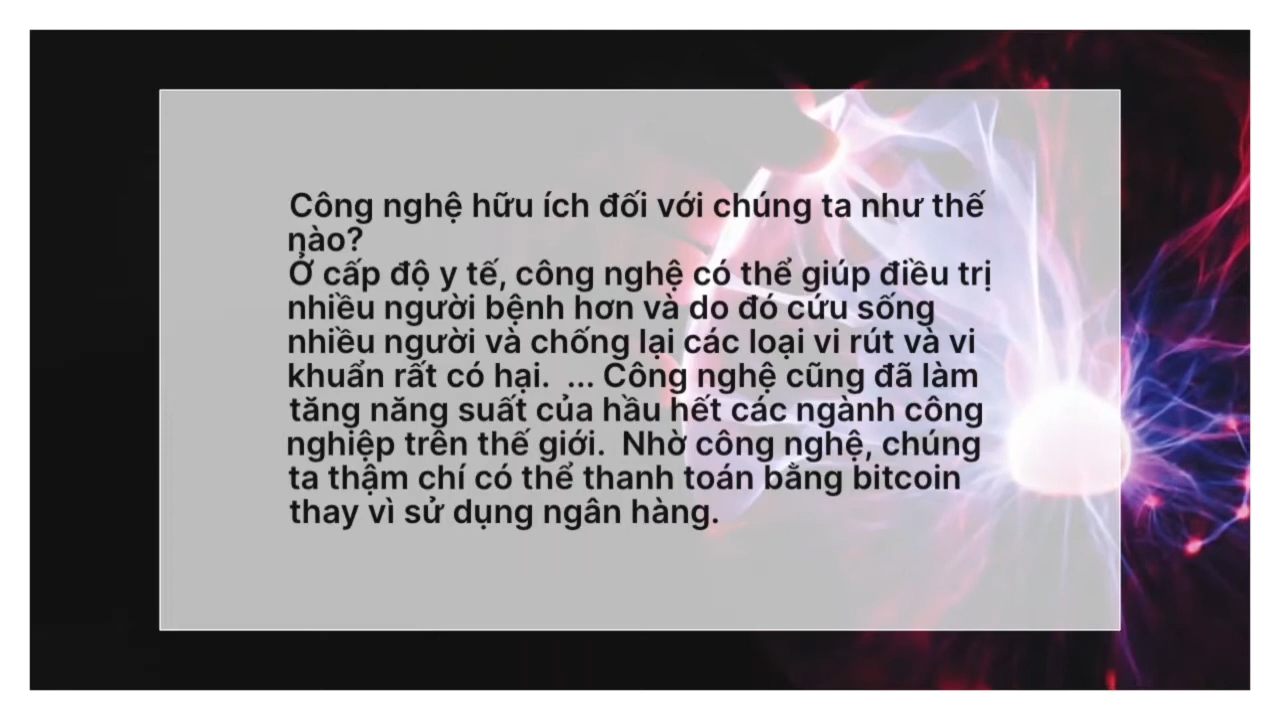 Công nghệ hữu ích đối với chúng ta như thế
nào?
Ở cấp độ y tế, công nghệ có thể giúp điều trị
nhiều người bệnh hơn và do đó cứu sống
nhiều người và chống lại các loại vi rút và vi
khuẩn rất có hại.  ... Công nghệ cũng đã làm
tăng năng suất của hầu hết các ngành công
nghiệp trên thế giới.  Nhờ công nghệ, chúng
ta thậm chí có thể thanh toán bằng bitcoin
thay vì sử dụng ngân hàng.